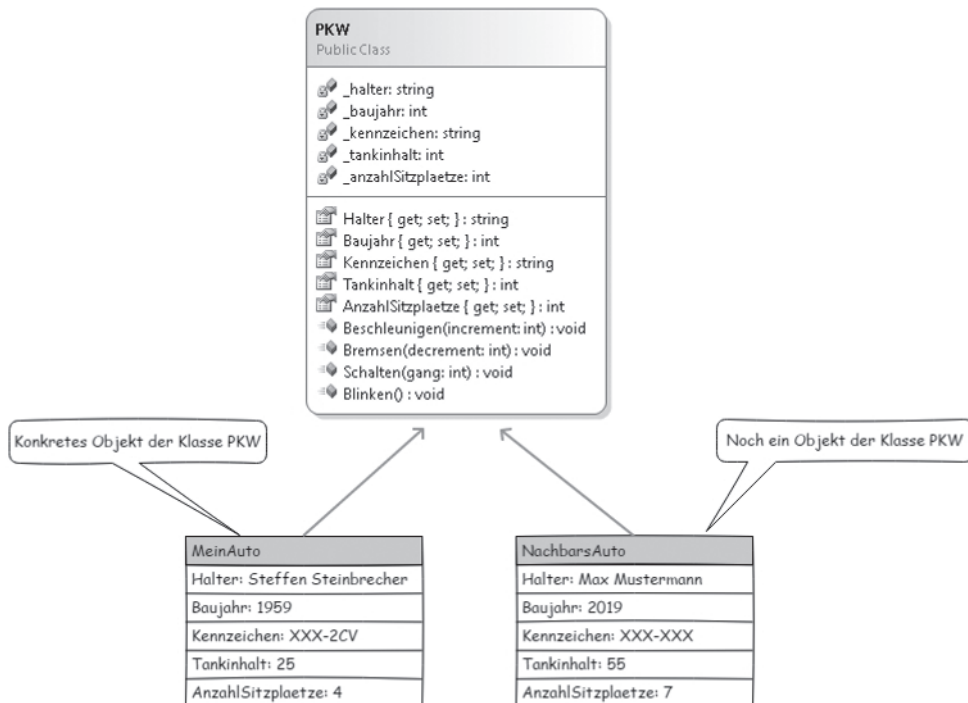 PKW
Public Class
_halter: string
_baujahr: int
_kennzeichen: string
_tankinhalt: int
_anzahlSitzplaetze: int
Halter { get; set; } : string
Baujahr { get; set; } : int
Kennzeichen { get; set; } : string
Tankinhalt { get; set; } : int
AnzahlSitzplaetze { get; set; } : int
Beschleunigen(increment: int) : void
Bremsen(decrement: int) : void
Schalten(gang: int) : void
Blinken() : void
Konkretes Objekt der Klasse PKW
Noch ein Objekt der Klasse PKW
MeinAuto
Halter: Steffen Steinbrecher
Baujahr: 1959
Kennzeichen: XXX-2CV
Tankinhalt: 25
AnzahlSitzplaetze: 4
NachbarsAuto
Halter: Max Mustermann
Baujahr: 2019
Kennzeichen: XXX-XXX
Tankinhalt: 55
AnzahlSitzplaetze: 7